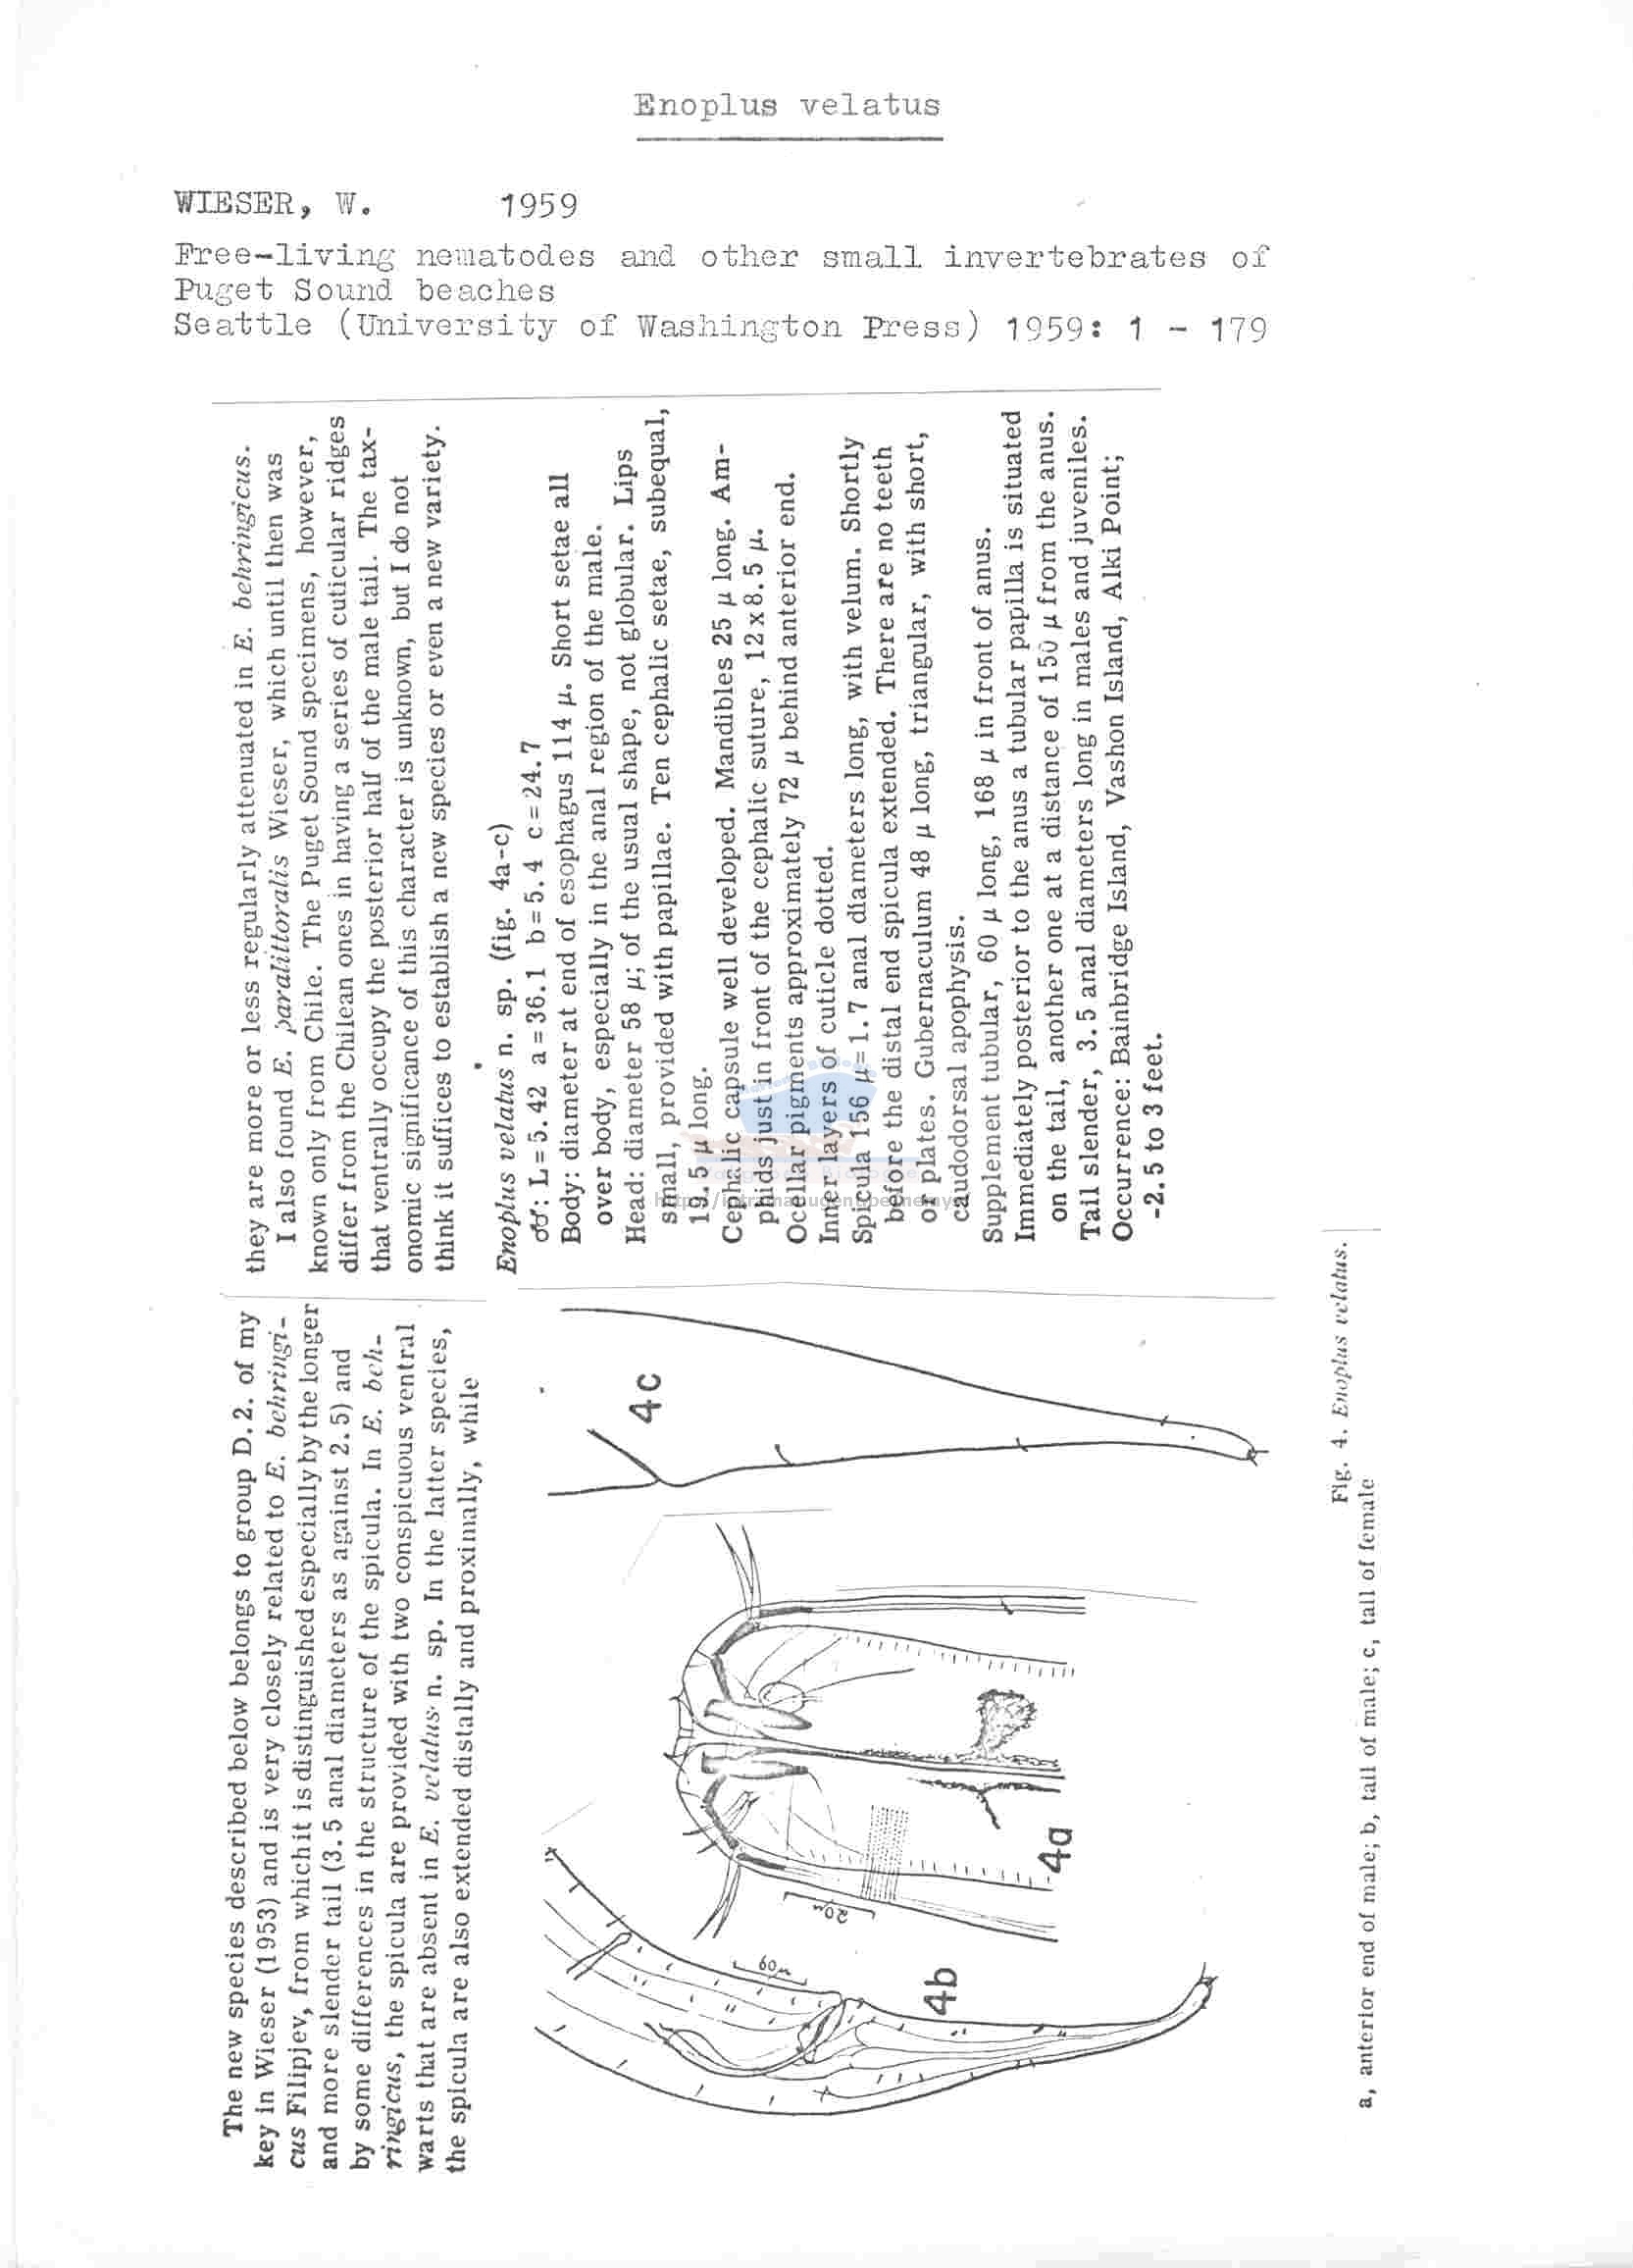 Enoplus velatus
WIESER, W. 1959
Free-living nematodes and other small invertebrates of
Puget Sound beaches
Seattle (University of Washington Press) 1959: 1 - 179
The new species described below belongs to group D.2. of my
key in Wieser (1953) and is very closely related to E. behringi-
cus Filipjev, from which it is distinguished especially by the longer
and more slender tail (3.5 anal diameters as against 2.5) and
by some differences in the structure of the spicula. In E. beh-
ringicus, the spicula are provided with two conspicuous ventral
warts that are absent in E. velatus n. sp. In the latter species,
the spicula are also extended distally and proximally, while
they are more or less regularly attenuated in E. behringicus.
I also found E. paralittoralis Wieser, which until then was
known only from Chile. The Puget Sound specimens, however,
differ from the Chilean ones in having a series of cuticular ridges
that ventrally occupy the posterior half of the male tail. The tax-
onomic significance of this character is unknown, but I do not
think it suffices to establish a new species or even a new variety.
Enoplus velatus n. sp. (fig. 4a-c)
♂♂: L=5.42 a=36.1 b=5.4 c=24.7
Body: diameter at end of esophagus 114 μ. Short setae all
over body, especially in the anal region of the male.
Head: diameter 58 μ; of the usual shape, not globular. Lips
small, provided with papillae. Ten cephalic setae, subequal,
19.5 μ long.
Cephalic capsule well developed. Mandibles 25 μ long. Am-
phids just in front of the cephalic suture, 12x8.5 μ.
Ocellar pigments approximately 72 μ behind anterior end.
Inner layers of cuticle dotted.
Spicula 156 μ=1.7 anal diameters long, with velum. Shortly
before the distal end spicula extended. There are no teeth
or plates. Gubernaculum 48 μ long, triangular, with short,
caudodorsal apophysis.
Supplement tubular, 60 μ long, 168 μ in front of anus.
Immediately posterior to the anus a tubular papilla is situated
on the tail, another one at a distance of 150 μ from the anus.
Tail slender, 3.5 anal diameters long in males and juveniles.
Occurrence: Bainbridge Island, Vashon Island, Alki Point;
-2.5 to 3 feet.
4c
4a
20μ
4b
60μ
Fig. 4. Enoplus velatus.
a, anterior end of male; b, tail of male; c, tail of female